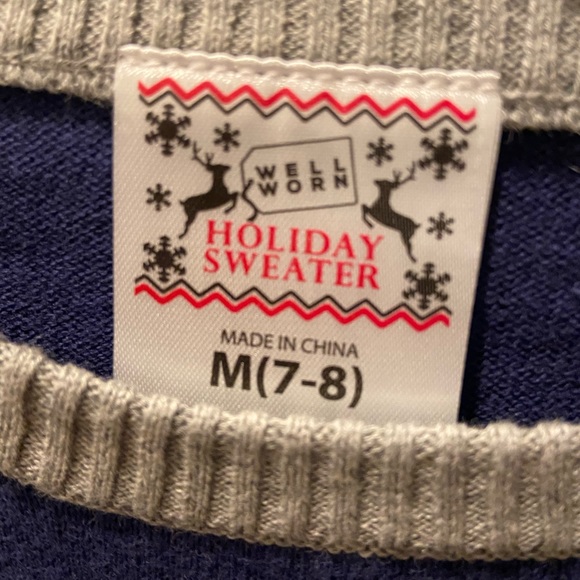 WELL
WORN
HOLIDAY
SWEATER
MADE IN CHINA
M(7-8)